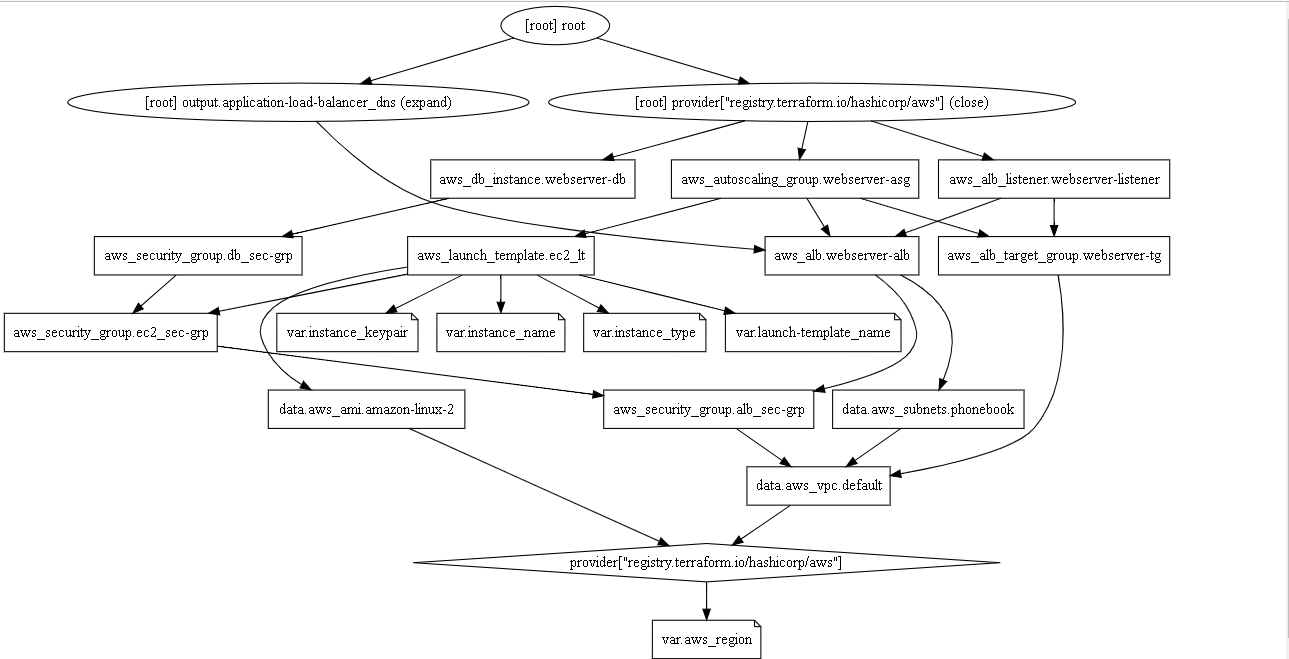 [root] root
[root] output.application-load-balancer_dns (expand)
[root] provider["registry.terraform.io/hashicorp/aws"] (close)
aws_db_instance.webserver-db
aws_autoscaling_group.webserver-asg
aws_alb_listener.webserver-listener
aws_security_group.db_sec-grp
aws_launch_template.ec2_lt
aws_alb.webserver-alb
aws_alb_target_group.webserver-tg
aws_security_group.ec2_sec-grp
var.instance_keypair
var.instance_name
var.instance_type
var.launch-template_name
data.aws_ami.amazon-linux-2
aws_security_group.alb_sec-grp
data.aws_subnets.phonebook
data.aws_vpc.default
provider["registry.terraform.io/hashicorp/aws"]
var.aws_region